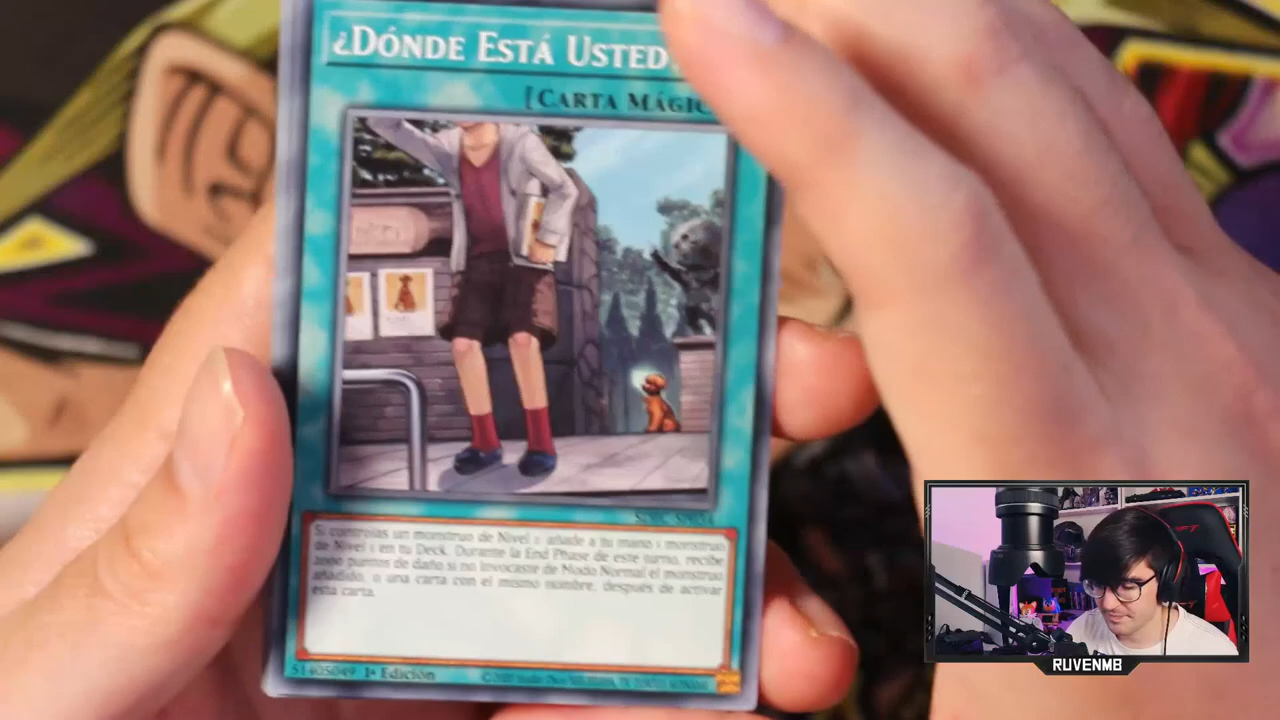 ¿DÓNDE ESTÁ USTED
[CARTA MÁGIC
Si controlas un monstruo de Nivel 1: añade a tu mano 1 monstruo
de Nivel 1 en tu Deck. Durante la End Phase de este turno, recibe
2000 puntos de daño si no Invocaste de Modo Normal el monstruo
añadido, o una carta con el mismo nombre, después de activar
esta carta.
51405049 1ª Edición
RUVENMB